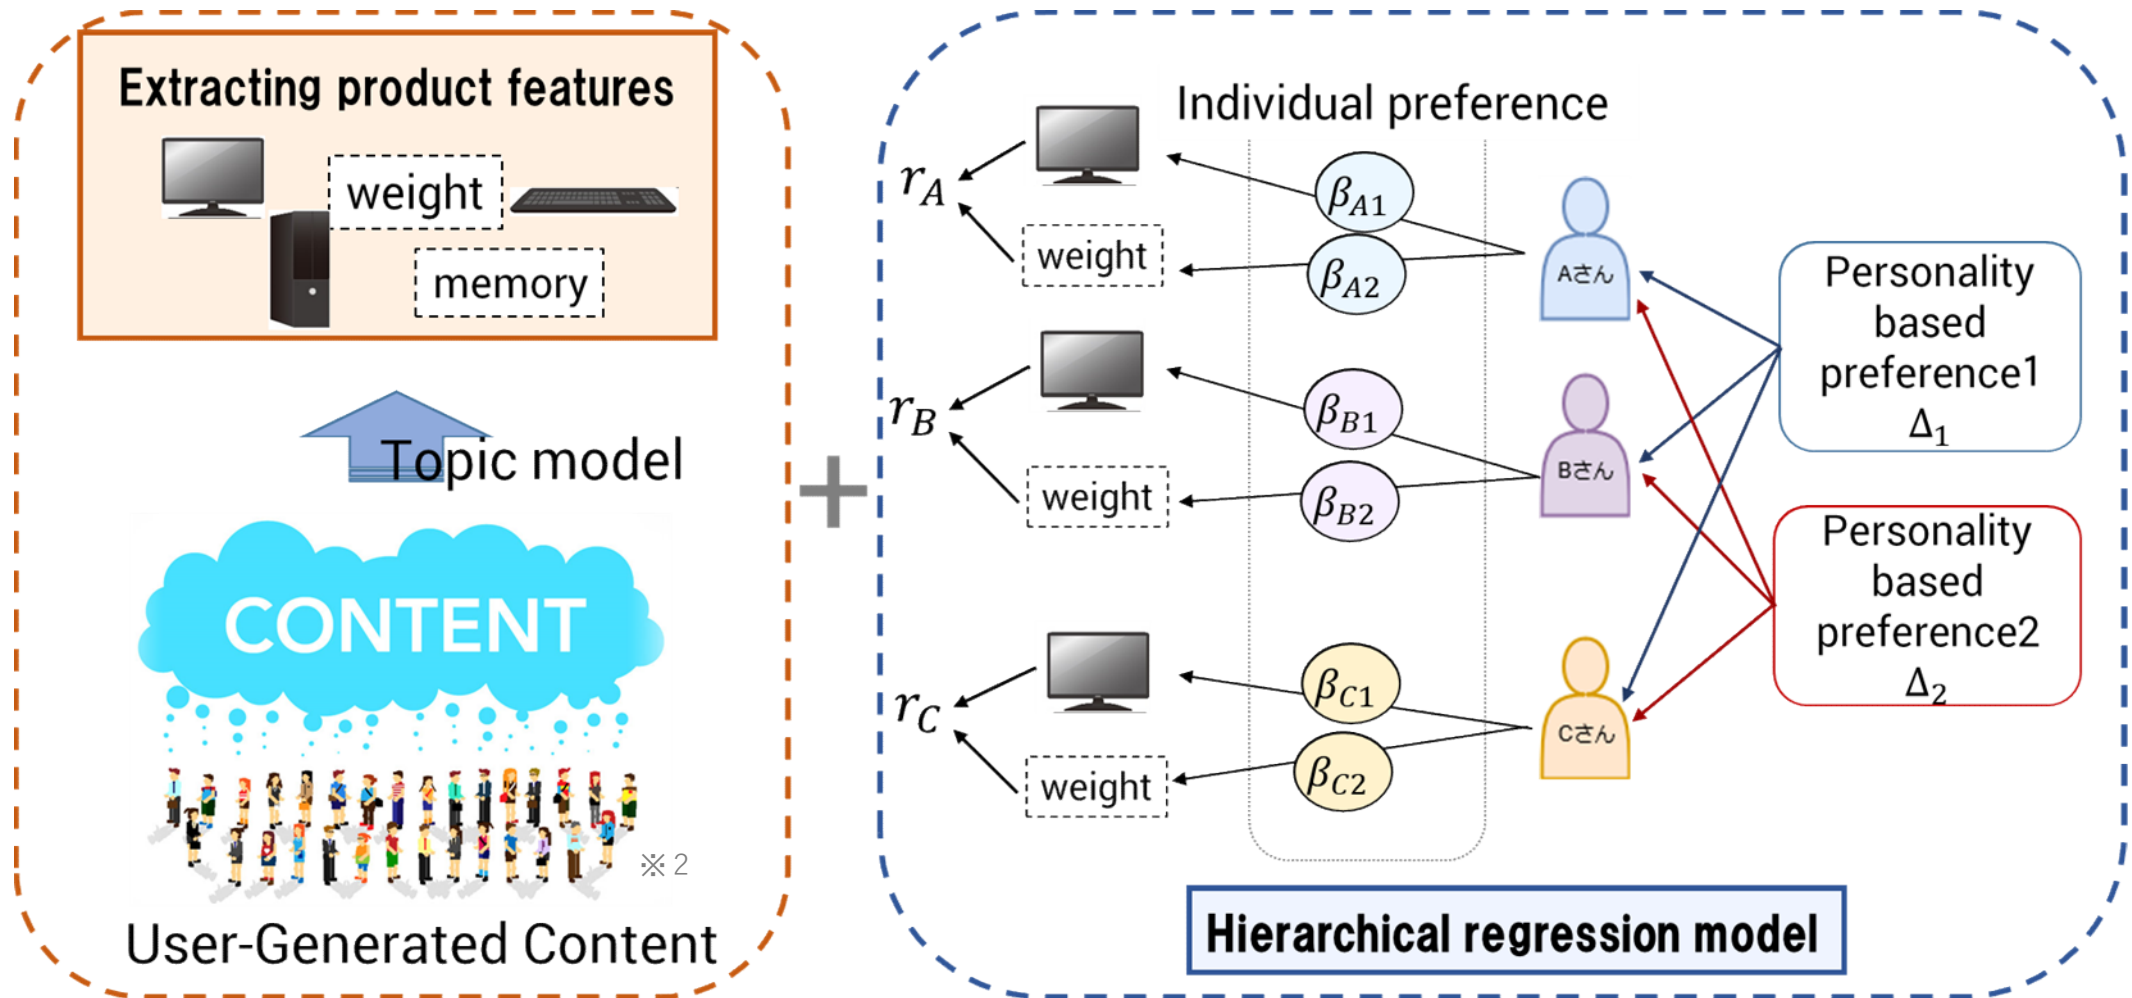 Extracting product features
weight
memory
Topic model
CONTENT
※2
User-Generated Content
+
Individual preference
r_A
β_A1
weight
β_A2
Aさん
r_B
β_B1
weight
β_B2
Bさん
r_C
β_C1
weight
β_C2
Cさん
Personality
based
preference1
Δ_1
Personality
based
preference2
Δ_2
Hierarchical regression model